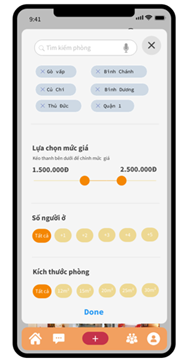 9:41
Tìm kiếm phòng
× Gò vấp
× Bình Chánh
× Củ Chi
× Bình Dương
× Thủ Đức
× Quận 1
Lựa chọn mức giá
Kéo thanh bên dưới để chỉnh mức giá
1.500.000Đ
2.500.000Đ
Số người ở
Tất cả
Kích thước phòng
Tất cả
Done